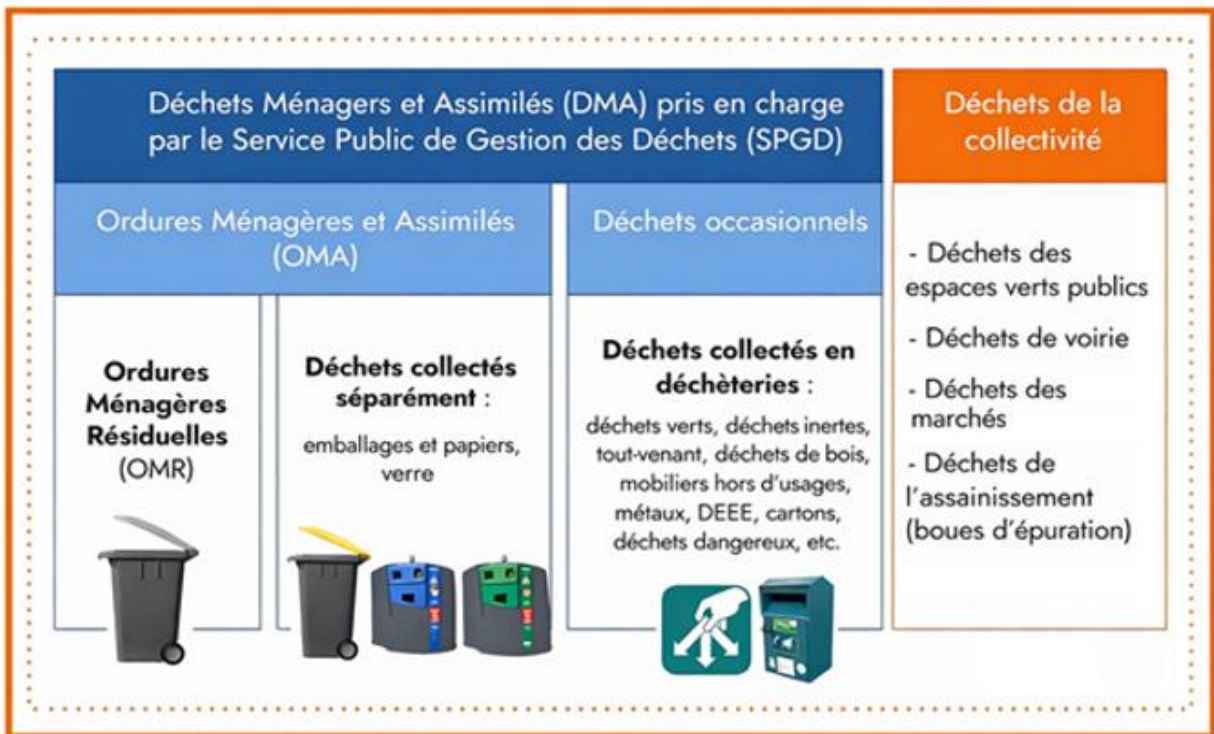 Déchets Ménagers et Assimilés (DMA) pris en charge
par le Service Public de Gestion des Déchets (SPGD)
Déchets de la
collectivité
Ordures Ménagères et Assimilés
(OMA)
Déchets occasionnels
Ordures
Ménagères
Résiduelles
(OMR)
Déchets collectés
séparément :
emballages et papiers,
verre
Déchets collectés en
déchèteries :
déchets verts, déchets inertes,
tout-venant, déchets de bois,
mobiliers hors d'usages,
métaux, DEEE, cartons,
déchets dangereux, etc.
- Déchets des
espaces verts publics
- Déchets de voirie
- Déchets des
marchés
- Déchets de
l'assainissement
(boues d'épuration)